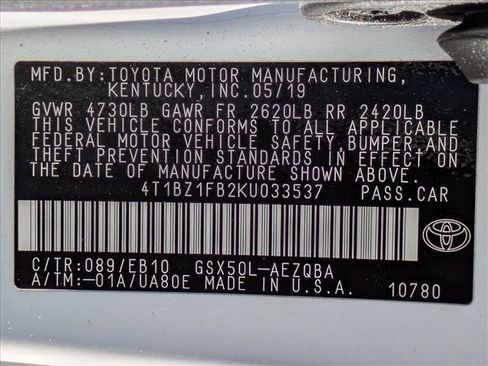 MFD.BY:TOYOTA MOTOR MANUFACTURING,
KENTUCKY, INC.05/19
GVWR 4730LB GAWR FR 2620LB RR 2420LB
THIS VEHICLE CONFORMS TO ALL APPLICABLE
FEDERAL MOTOR VEHICLE SAFETY,BUMPER,AND
THEFT PREVENTION STANDARDS IN EFFECT ON
THE DATE OF MANUFACTURE SHOWN ABOVE.
4T1BZ1FB2KU033537 PASS.CAR
C/TR:089/EB10 GSX50L-AEZQBA
A/TM:-01A/UA80E MADE IN U.S.A. 10780